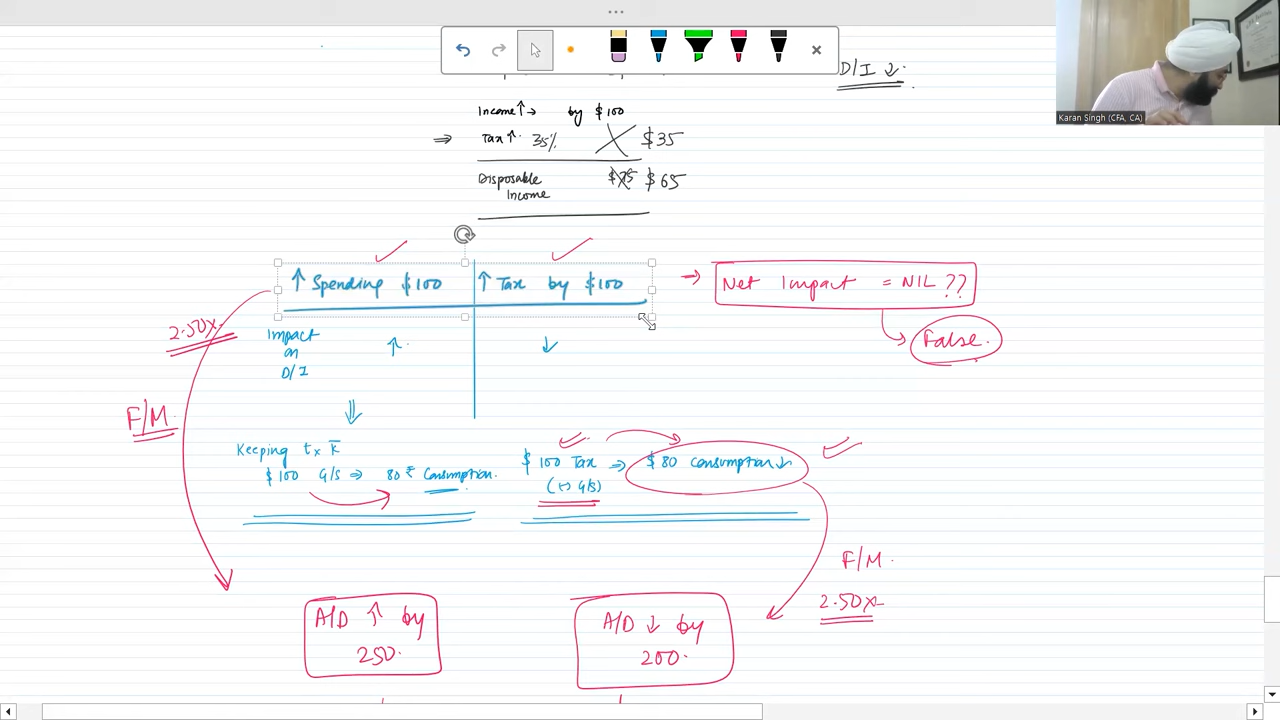 D/I ↓
Karan Singh (CFA, CA)
Income ↑ → by $100
⇒ Tax ↑ 35% $35
Disposable $65
Income
↑ Spending $100 ↑ Tax by $100 → Net Impact = NIL ??
False.
2.50x
Impact ↑ ↓
on
D/I
F/M
Keeping tx k̅
$100 G/S ⇒ 80 ₹ Consumption.
$100 Tax ⇒ $80 consumption ↓
(↔ G/S)
F/M.
2.50x
A/D ↑ by
250.
A/D ↓ by
200.